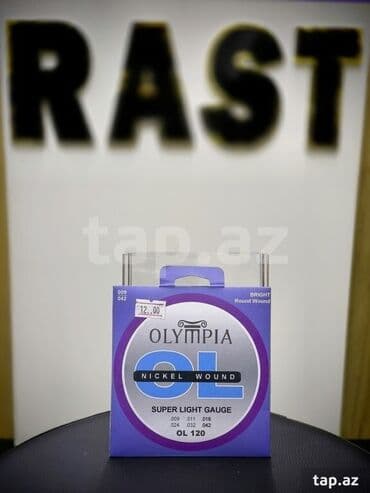 RAST
tap.az
009
042
BRIGHT
Round Wound
12.00
OLYMPIA
OL
NICKEL WOUND
SUPER LIGHT GAUGE
.009 .011 .016
.024 .032 .042
OL 120
tap.az